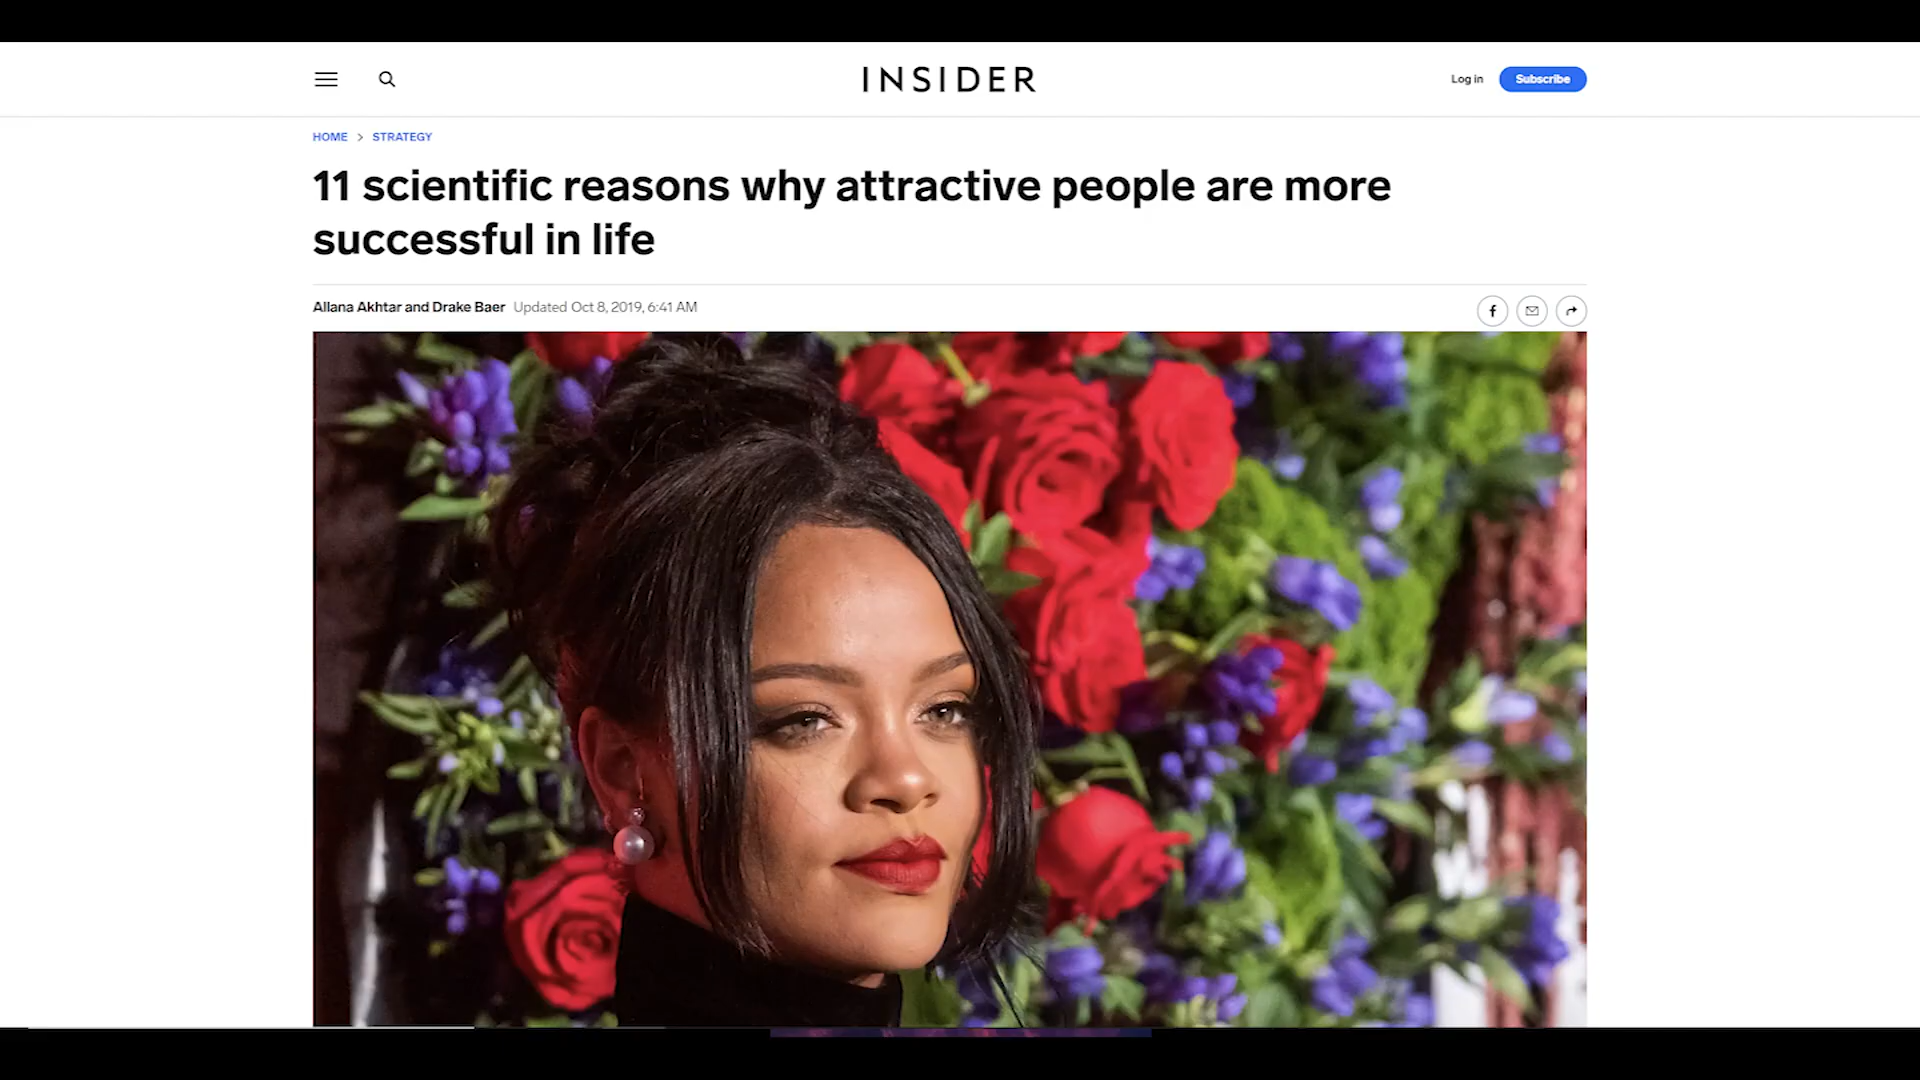 INSIDER
Log in
Subscribe
HOME > STRATEGY
11 scientific reasons why attractive people are more
successful in life
Allana Akhtar and Drake Baer Updated Oct 8, 2019, 6:41 AM